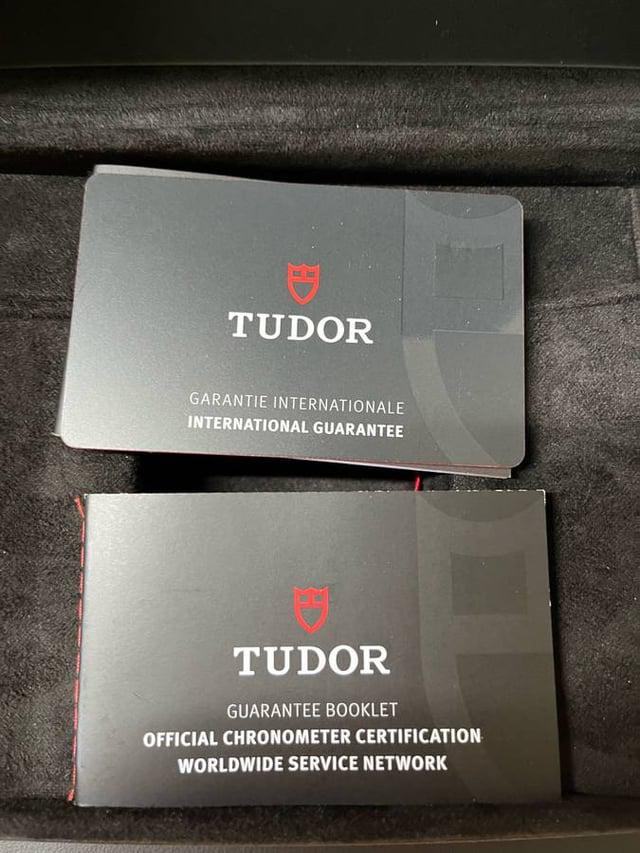 TUDOR
GARANTIE INTERNATIONALE
INTERNATIONAL GUARANTEE
TUDOR
GUARANTEE BOOKLET
OFFICIAL CHRONOMETER CERTIFICATION
WORLDWIDE SERVICE NETWORK